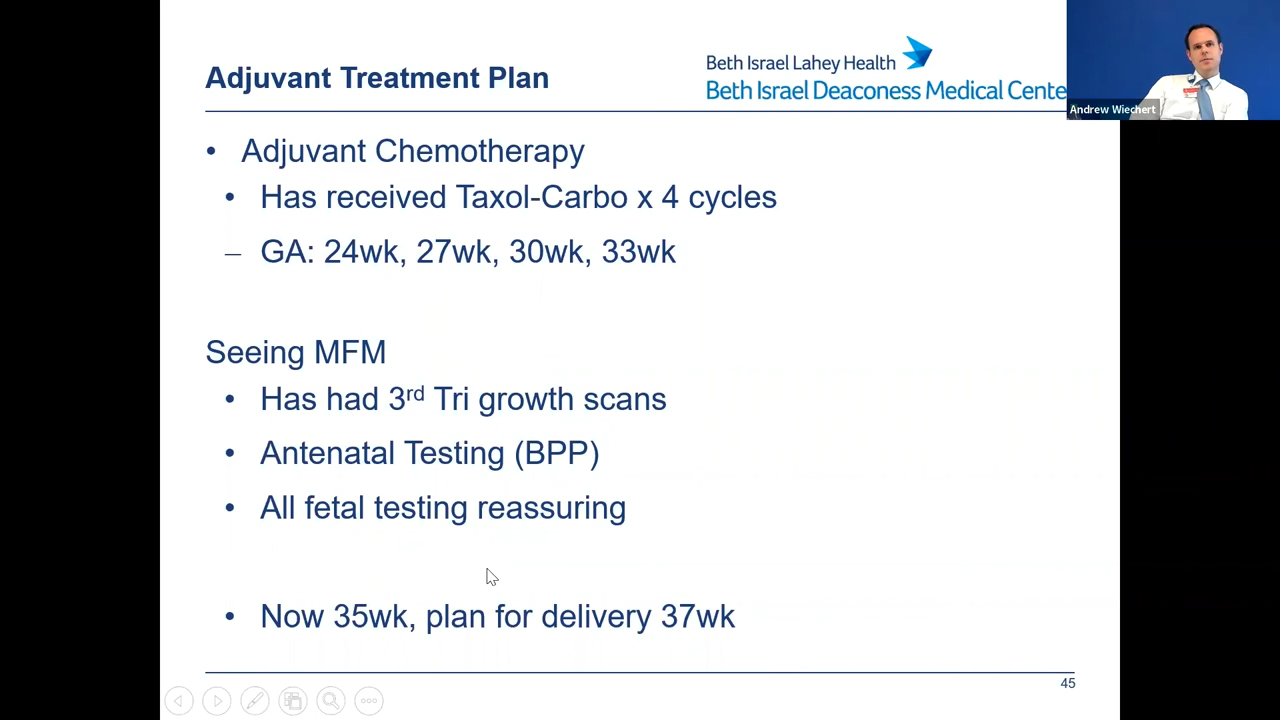 Adjuvant Treatment Plan
Beth Israel Lahey Health
Beth Israel Deaconess Medical Cente
Andrew Wiechert
• Adjuvant Chemotherapy
• Has received Taxol-Carbo x 4 cycles
– GA: 24wk, 27wk, 30wk, 33wk
Seeing MFM
• Has had 3rd Tri growth scans
• Antenatal Testing (BPP)
• All fetal testing reassuring
• Now 35wk, plan for delivery 37wk
45